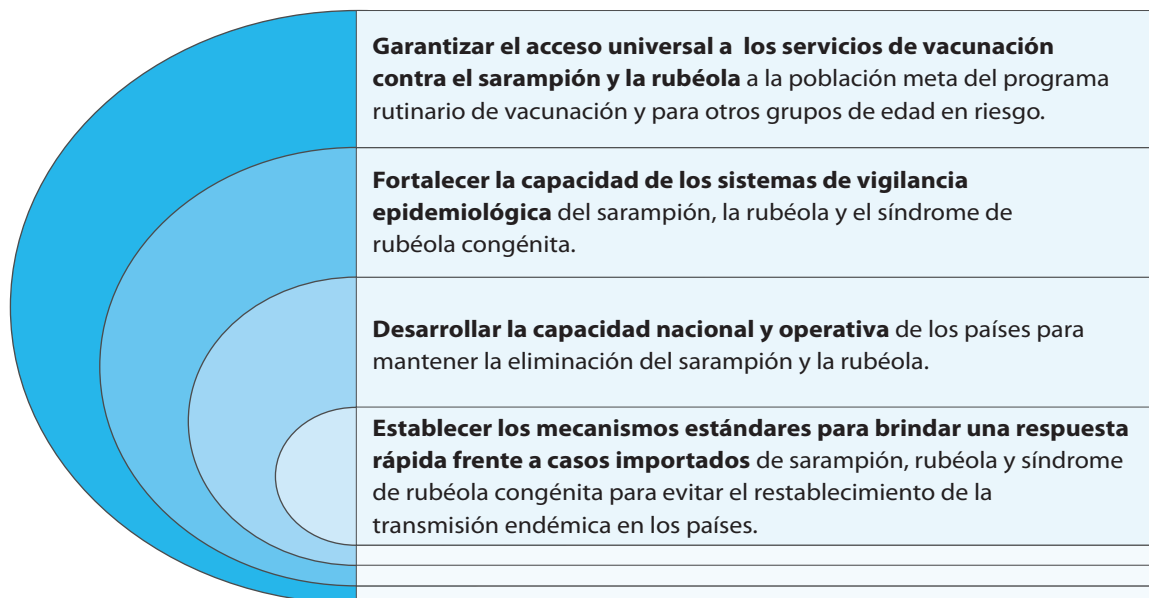 Garantizar el acceso universal a los servicios de vacunación
contra el sarampión y la rubéola a la población meta del programa
rutinario de vacunación y para otros grupos de edad en riesgo.
Fortalecer la capacidad de los sistemas de vigilancia
epidemiológica del sarampión, la rubéola y el síndrome de
rubéola congénita.
Desarrollar la capacidad nacional y operativa de los países para
mantener la eliminación del sarampión y la rubéola.
Establecer los mecanismos estándares para brindar una respuesta
rápida frente a casos importados de sarampión, rubéola y síndrome
de rubéola congénita para evitar el restablecimiento de la
transmisión endémica en los países.